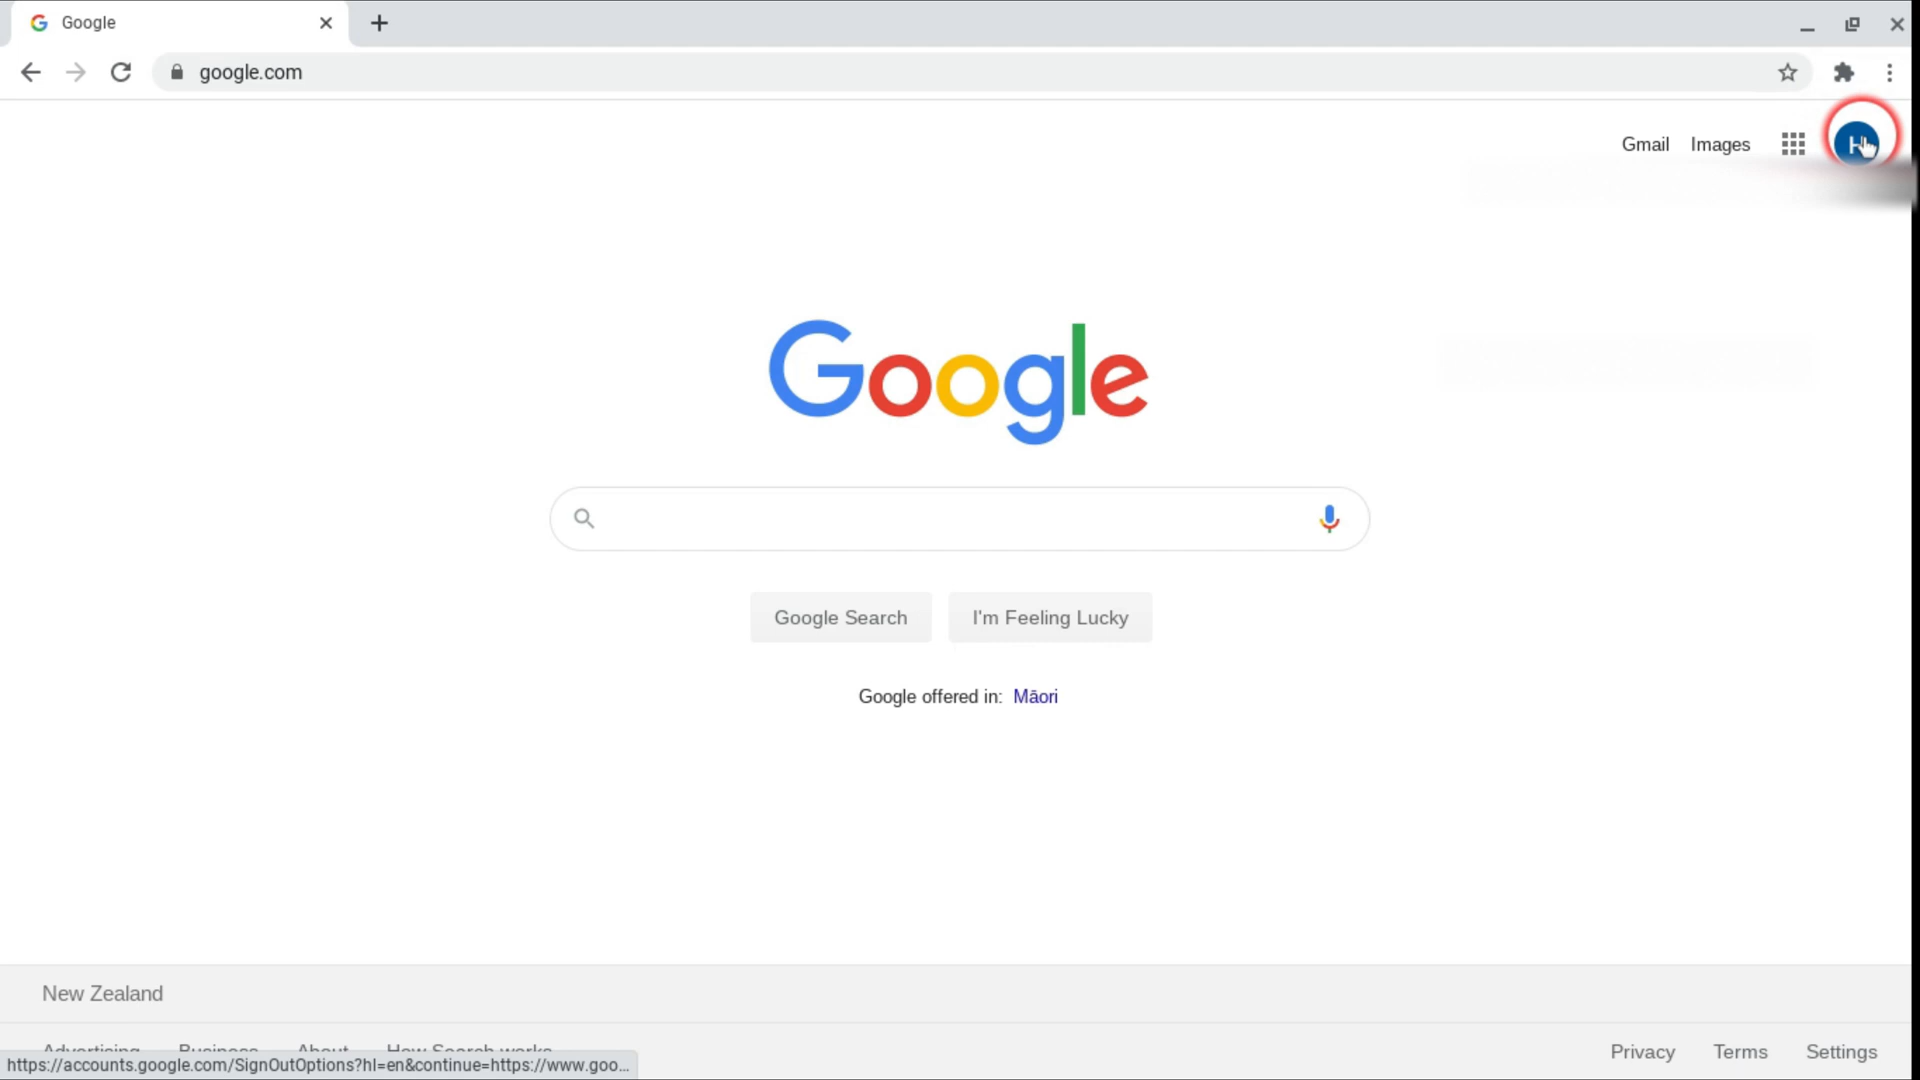 Google
google.com
Gmail Images
H
Google
Google Search I'm Feeling Lucky
Google offered in: Māori
New Zealand
Advertising Business About How Search works
Privacy Terms Settings
https://accounts.google.com/SignOutOptions?hl=en&continue=https://www.goo...